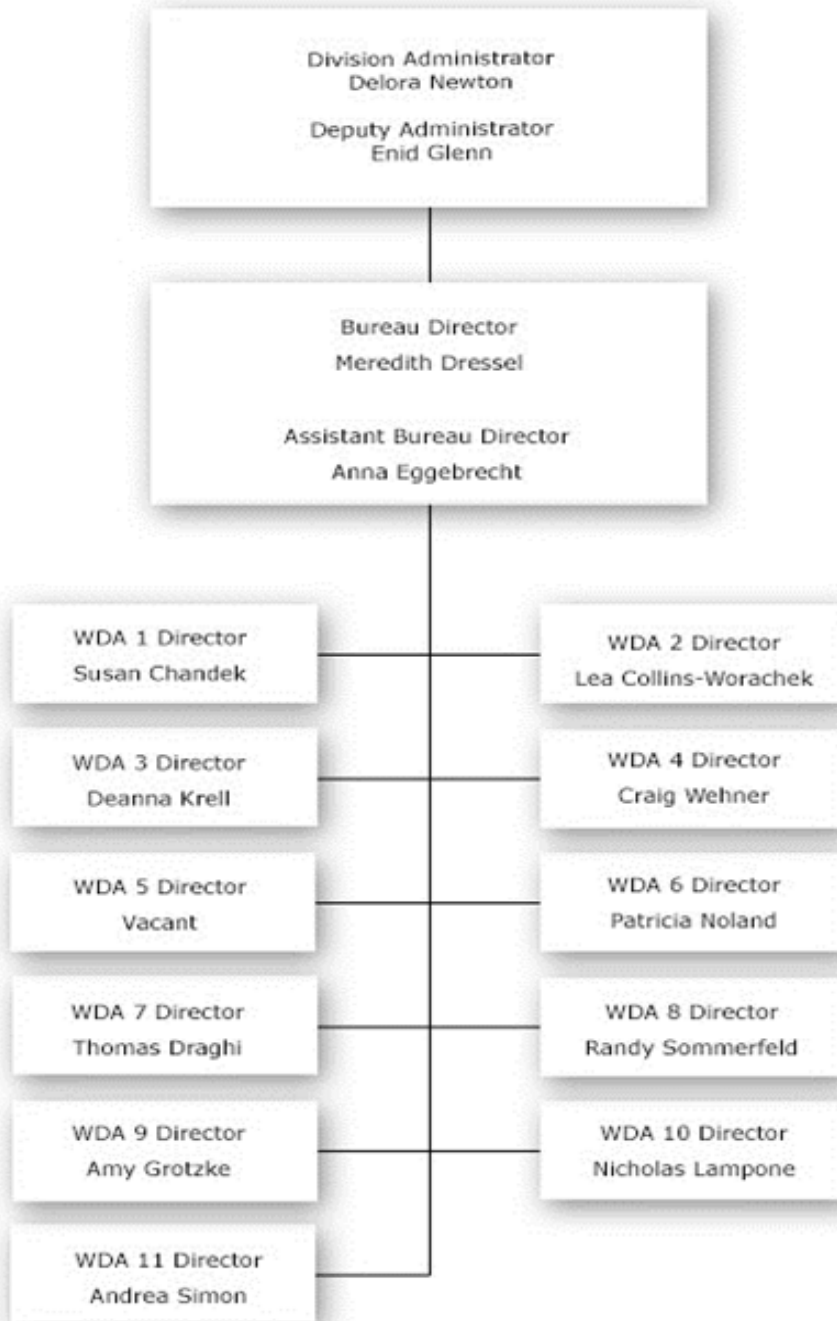 Division Administrator
Delora Newton
Deputy Administrator
Enid Glenn
Bureau Director
Meredith Dressel
Assistant Bureau Director
Anna Eggebrecht
WDA 1 Director
Susan Chandek
WDA 2 Director
Lea Collins-Worachek
WDA 3 Director
Deanna Krell
WDA 4 Director
Craig Wehner
WDA 5 Director
Vacant
WDA 6 Director
Patricia Noland
WDA 7 Director
Thomas Draghi
WDA 8 Director
Randy Sommerfeld
WDA 9 Director
Amy Grotzke
WDA 10 Director
Nicholas Lampone
WDA 11 Director
Andrea Simon